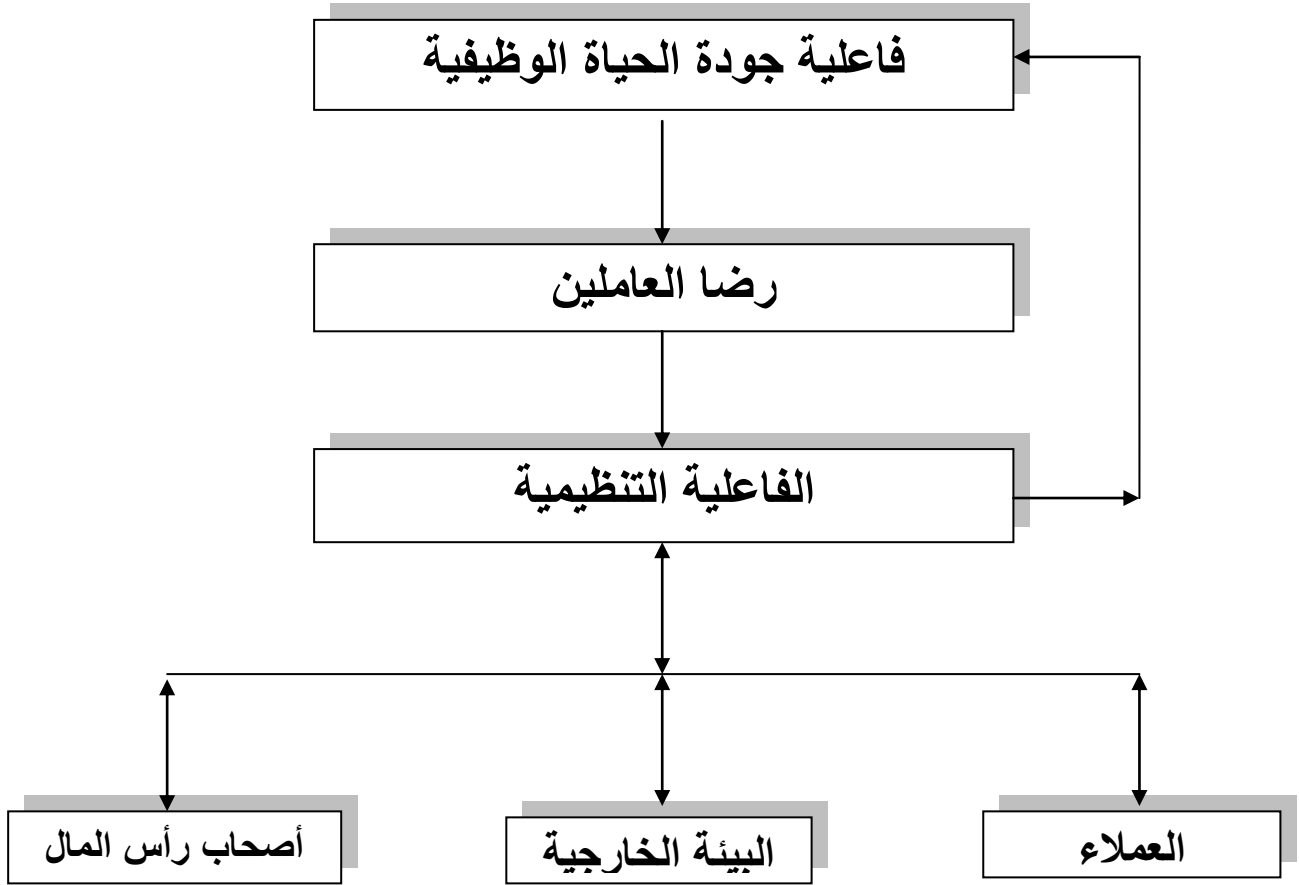 فاعلية جودة الحياة الوظيفية
رضا العاملين
الفاعلية التنظيمية
العملاء
البيئة الخارجية
أصحاب رأس المال